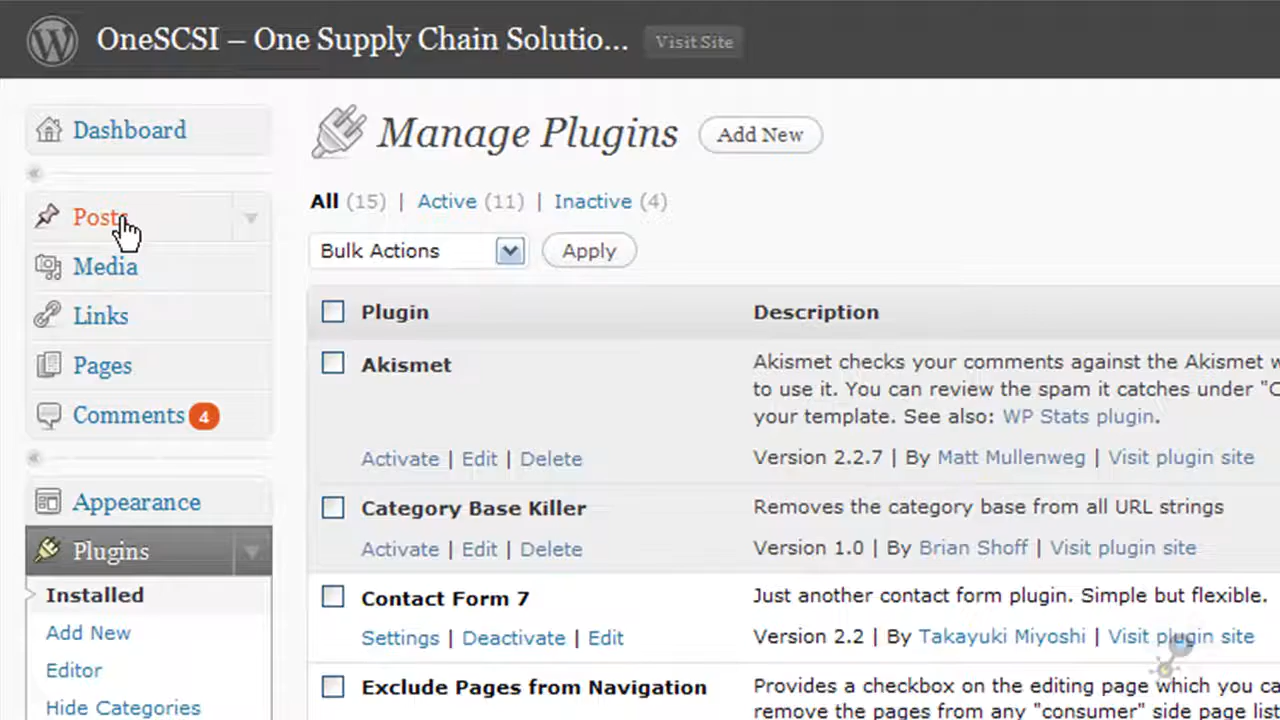 OneSCSI – One Supply Chain Solutio... Visit Site
Dashboard
Posts
Media
Links
Pages
Comments 4
Appearance
Plugins
Installed
Add New
Editor
Hide Categories
Manage Plugins Add New
All (15) | Active (11) | Inactive (4)
Bulk Actions Apply
Plugin Description
Akismet
Akismet checks your comments against the Akismet w
to use it. You can review the spam it catches under "C
your template. See also: WP Stats plugin.
Activate | Edit | Delete
Version 2.2.7 | By Matt Mullenweg | Visit plugin site
Category Base Killer
Removes the category base from all URL strings
Activate | Edit | Delete
Version 1.0 | By Brian Shoff | Visit plugin site
Contact Form 7
Just another contact form plugin. Simple but flexible.
Settings | Deactivate | Edit
Version 2.2 | By Takayuki Miyoshi | Visit plugin site
Exclude Pages from Navigation
Provides a checkbox on the editing page which you ca
remove the pages from any "consumer" side page list